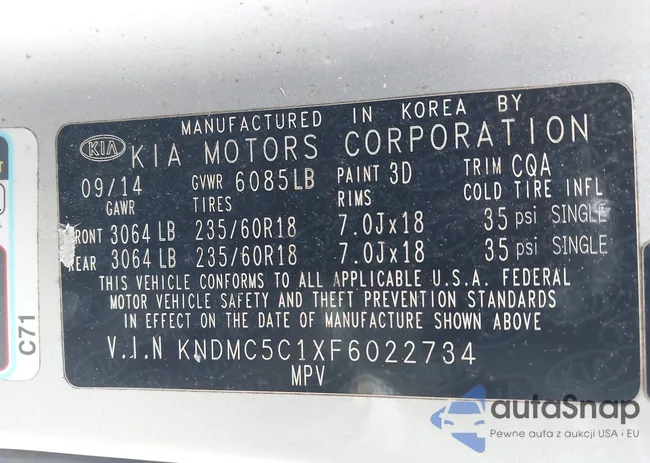 MANUFACTURED IN KOREA BY
KIA KIA MOTORS CORPORATION
09/14 GVWR 6085LB PAINT 3D TRIM CQA
GAWR TIRES RIMS COLD TIRE INFL
FRONT 3064 LB 235/60R18 7.0Jx18 35 psi SINGLE
REAR 3064 LB 235/60R18 7.0Jx18 35 psi SINGLE
THIS VEHICLE CONFORMS TO ALL APPLICABLE U.S.A. FEDERAL
MOTOR VEHICLE SAFETY AND THEFT PREVENTION STANDARDS
IN EFFECT ON THE DATE OF MANUFACTURE SHOWN ABOVE
V.I.N KNDMC5C1XF6022734
MPV
C71
autoSnap
Pewne auta z aukcji USA i EU